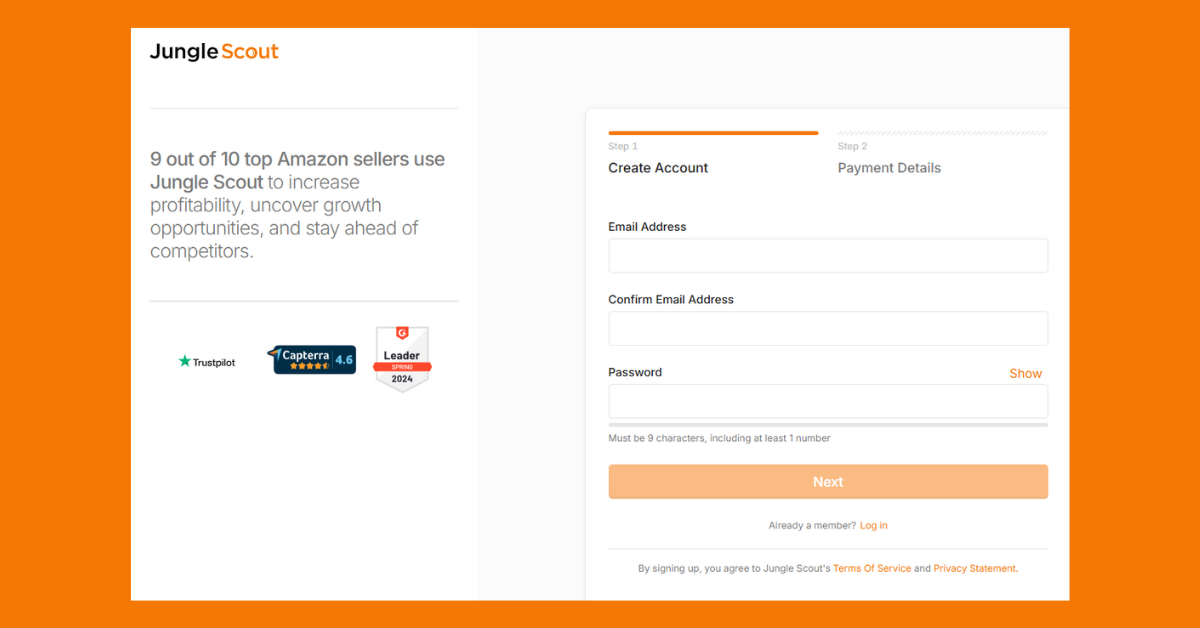 Jungle Scout
9 out of 10 top Amazon sellers use
Jungle Scout to increase
profitability, uncover growth
opportunities, and stay ahead of
competitors.
Trustpilot
Capterra 4.6
G
Leader
SPRING
2024
Step 1
Create Account
Step 2
Payment Details
Email Address
Confirm Email Address
Password
Show
Must be 9 characters, including at least 1 number
Next
Already a member? Log in
By signing up, you agree to Jungle Scout's Terms Of Service and Privacy Statement.